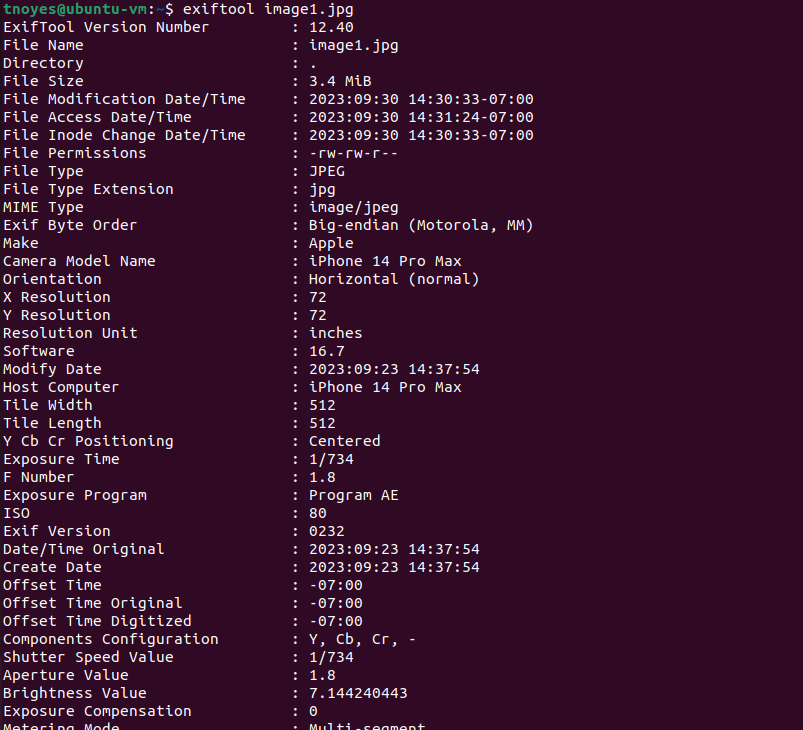 tnoyes@ubuntu-vm:~$ exiftool image1.jpg
ExifTool Version Number         : 12.40
File Name                       : image1.jpg
Directory                       : .
File Size                       : 3.4 MiB
File Modification Date/Time     : 2023:09:30 14:30:33-07:00
File Access Date/Time           : 2023:09:30 14:31:24-07:00
File Inode Change Date/Time     : 2023:09:30 14:30:33-07:00
File Permissions                : -rw-rw-r--
File Type                       : JPEG
File Type Extension             : jpg
MIME Type                       : image/jpeg
Exif Byte Order                 : Big-endian (Motorola, MM)
Make                            : Apple
Camera Model Name               : iPhone 14 Pro Max
Orientation                     : Horizontal (normal)
X Resolution                    : 72
Y Resolution                    : 72
Resolution Unit                 : inches
Software                        : 16.7
Modify Date                     : 2023:09:23 14:37:54
Host Computer                   : iPhone 14 Pro Max
Tile Width                      : 512
Tile Length                     : 512
Y Cb Cr Positioning             : Centered
Exposure Time                   : 1/734
F Number                        : 1.8
Exposure Program                : Program AE
ISO                             : 80
Exif Version                    : 0232
Date/Time Original              : 2023:09:23 14:37:54
Create Date                     : 2023:09:23 14:37:54
Offset Time                     : -07:00
Offset Time Original            : -07:00
Offset Time Digitized           : -07:00
Components Configuration        : Y, Cb, Cr, -
Shutter Speed Value             : 1/734
Aperture Value                  : 1.8
Brightness Value                : 7.144240443
Exposure Compensation           : 0
Metering Mode                   : Multi-segment